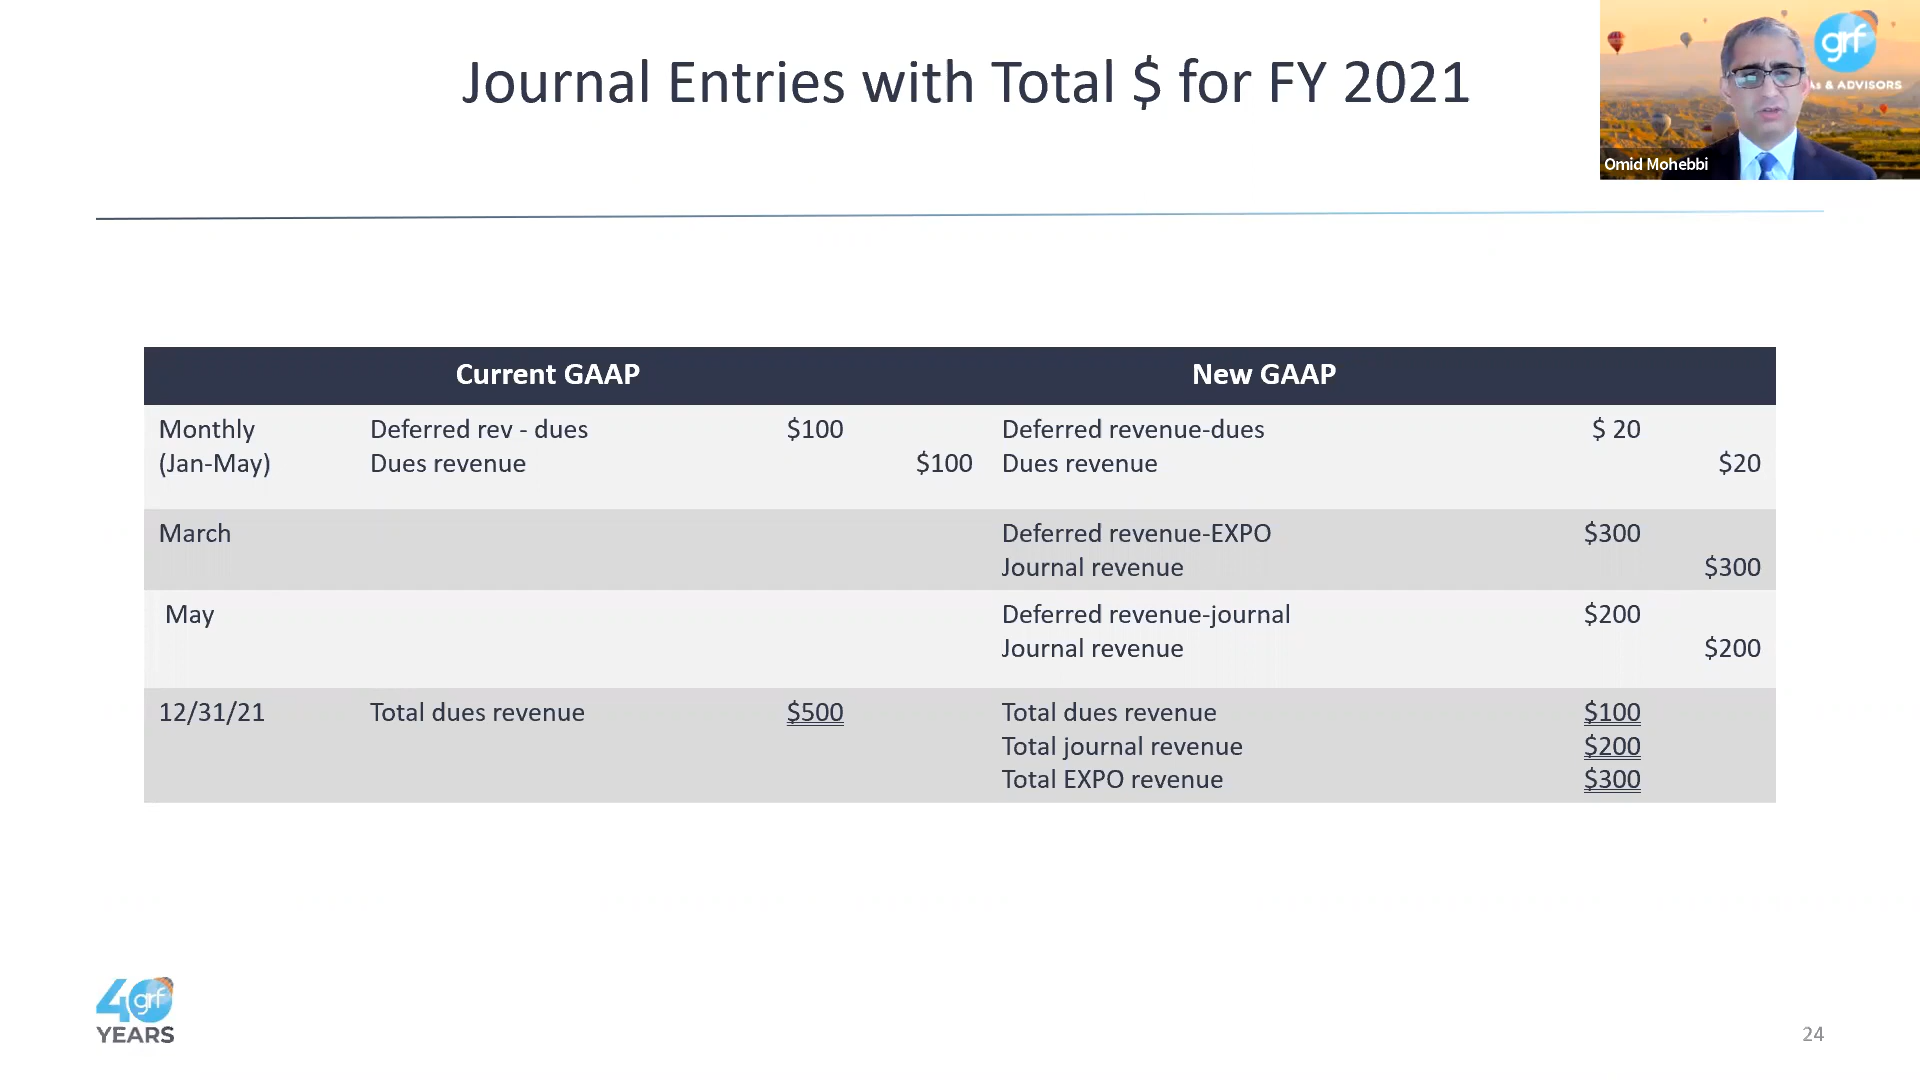 Journal Entries with Total $ for FY 2021
grf
As & ADVISORS
Omid Mohebbi
Current GAAP New GAAP
Monthly Deferred rev - dues $100 Deferred revenue-dues $ 20
(Jan-May) Dues revenue $100 Dues revenue $20
March Deferred revenue-EXPO $300
Journal revenue $300
May Deferred revenue-journal $200
Journal revenue $200
12/31/21 Total dues revenue $500 Total dues revenue $100
Total journal revenue $200
Total EXPO revenue $300
40 grf
YEARS
24